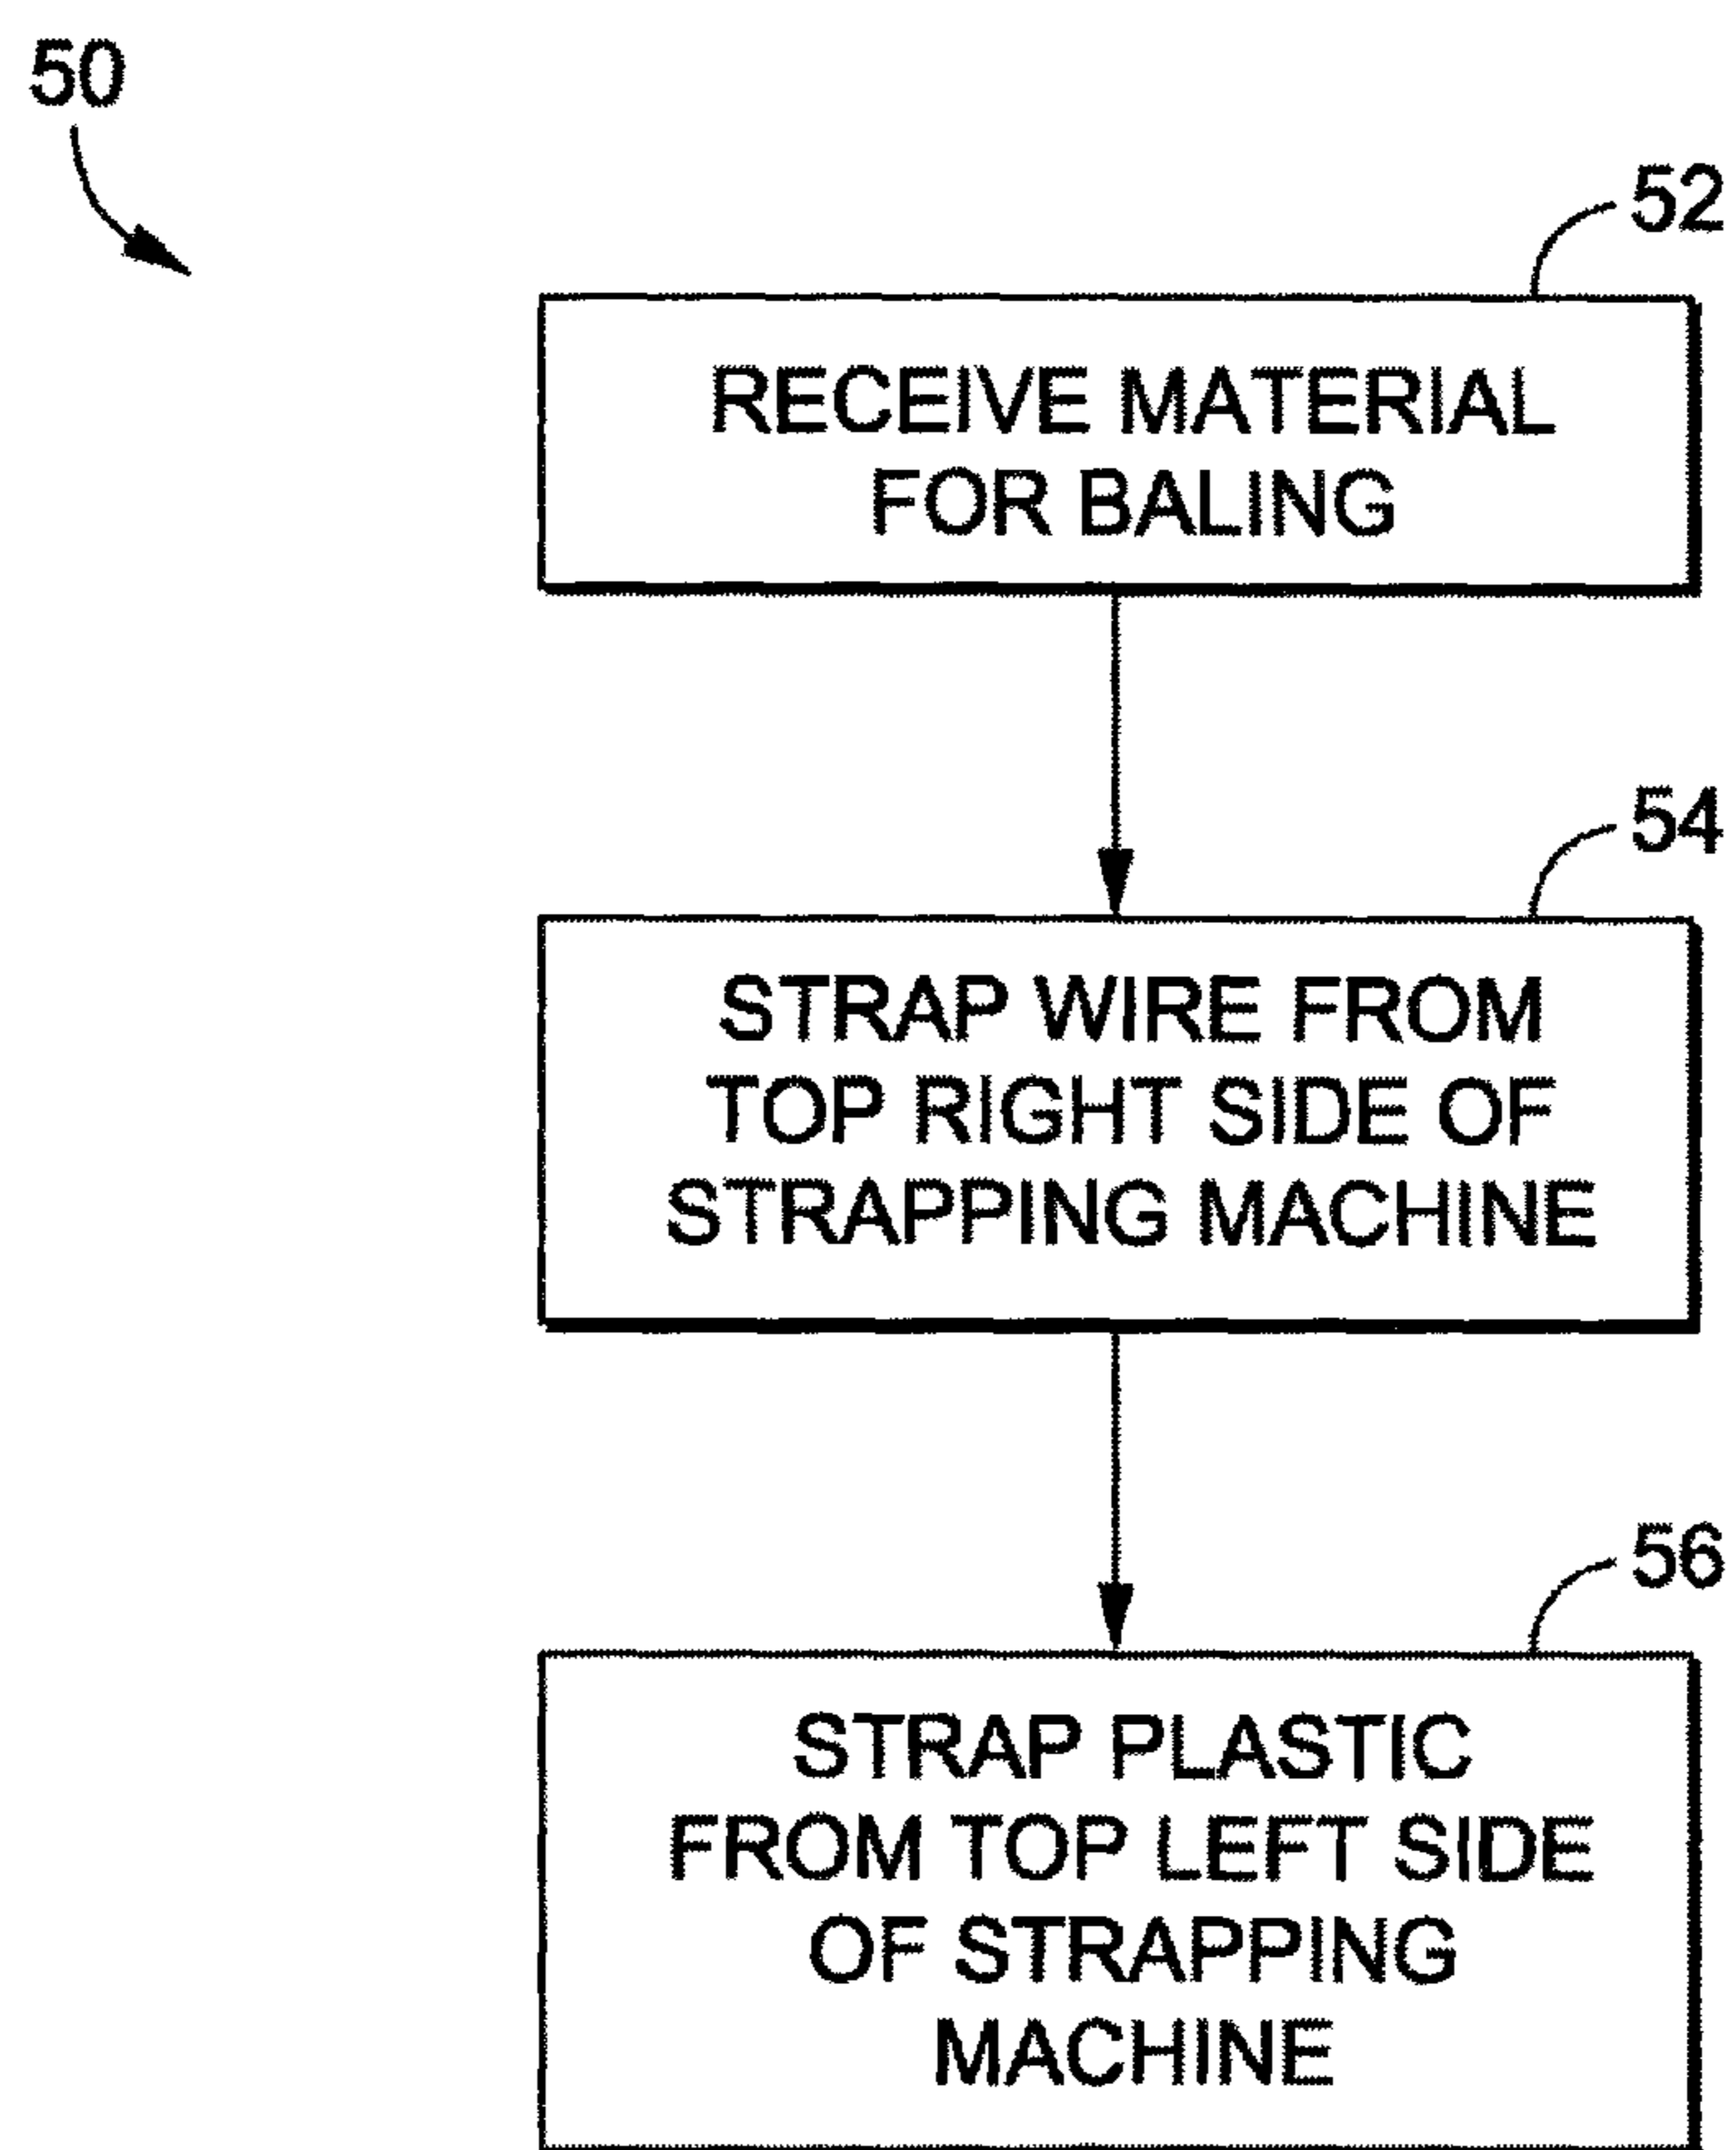 50
52
RECEIVE MATERIAL
FOR BALING
54
STRAP WIRE FROM
TOP RIGHT SIDE OF
STRAPPING MACHINE
56
STRAP PLASTIC
FROM TOP LEFT SIDE
OF STRAPPING
MACHINE